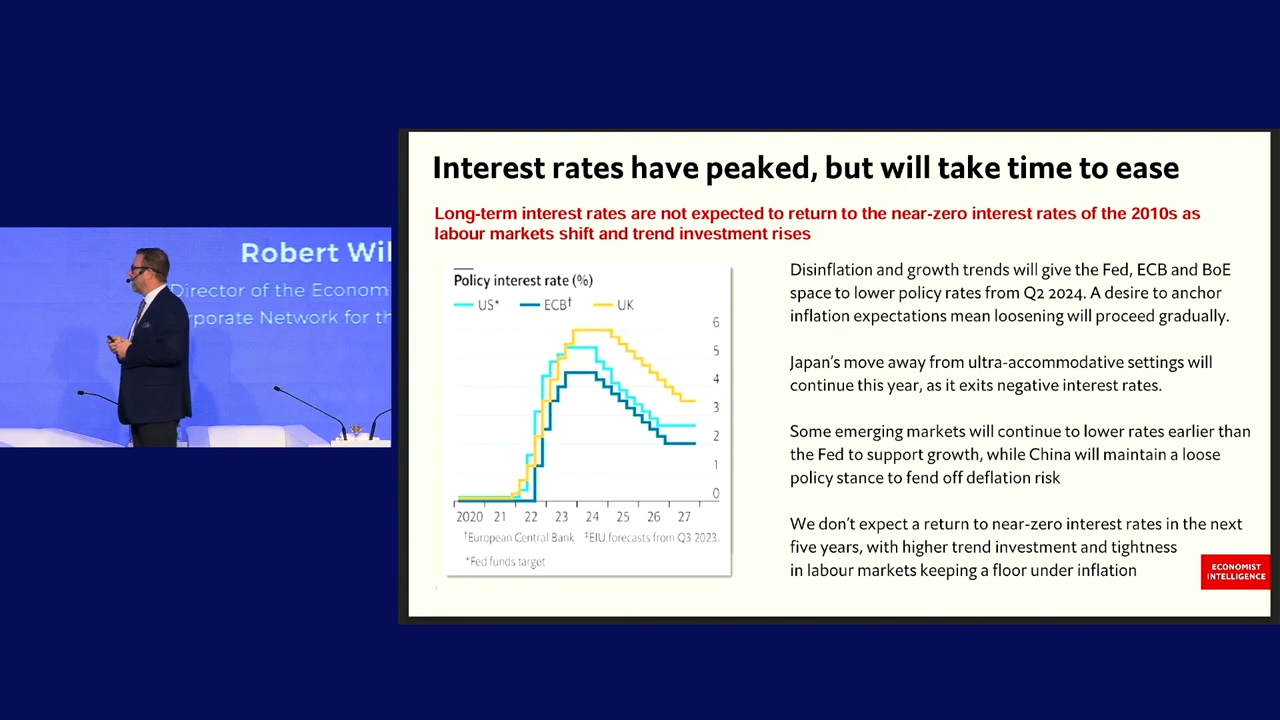 Robert Wil
Director of the Econom
rporate Network for th
Interest rates have peaked, but will take time to ease
Long-term interest rates are not expected to return to the near-zero interest rates of the 2010s as
labour markets shift and trend investment rises
Policy interest rate (%)
US* ECB† UK
6
5
4
3
2
1
0
2020 21 22 23 24 25 26 27
†European Central Bank ‡EIU forecasts from Q3 2023.
*Fed funds target
Disinflation and growth trends will give the Fed, ECB and BoE
space to lower policy rates from Q2 2024. A desire to anchor
inflation expectations mean loosening will proceed gradually.
Japan's move away from ultra-accommodative settings will
continue this year, as it exits negative interest rates.
Some emerging markets will continue to lower rates earlier than
the Fed to support growth, while China will maintain a loose
policy stance to fend off deflation risk
We don't expect a return to near-zero interest rates in the next
five years, with higher trend investment and tightness
in labour markets keeping a floor under inflation
ECONOMIST
INTELLIGENCE